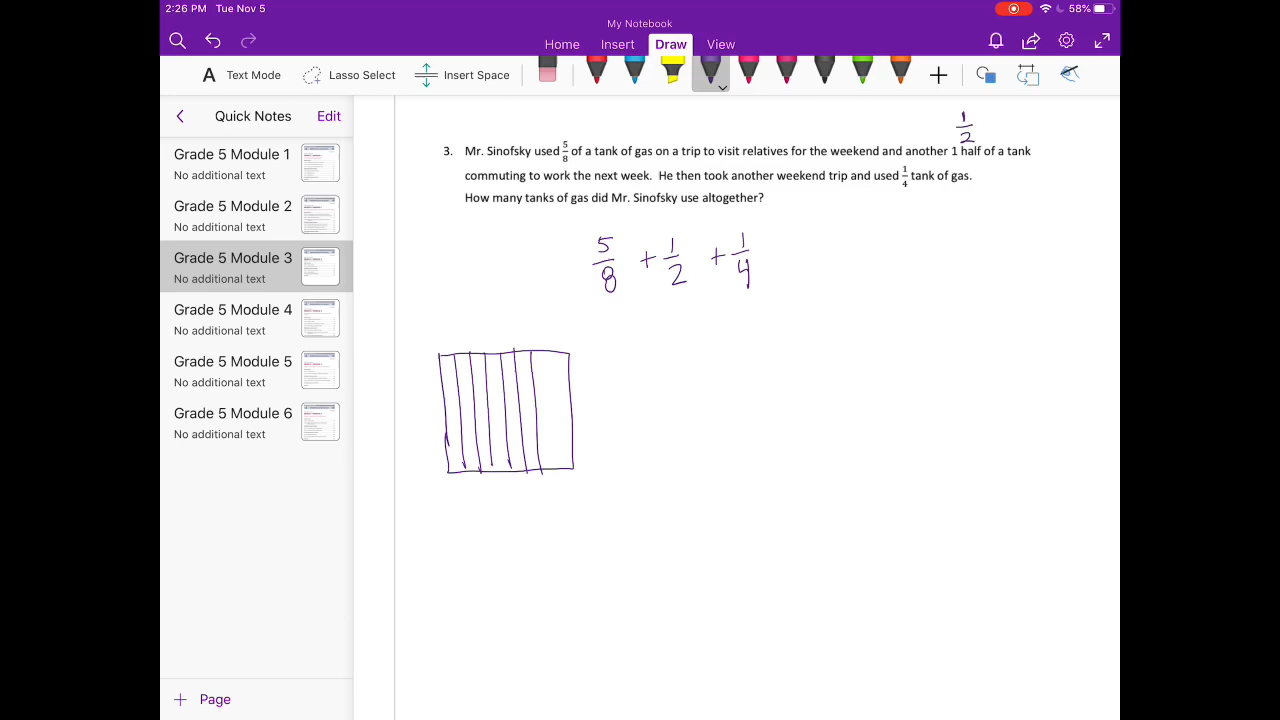 2:26 PM Tue Nov 5
58%
My Notebook
Home Insert Draw View
A Text Mode Lasso Select Insert Space
Quick Notes Edit
Grade 5 Module 1
No additional text
Grade 5 Module 2
No additional text
Grade 5 Module 3
No additional text
Grade 5 Module 4
No additional text
Grade 5 Module 5
No additional text
Grade 5 Module 6
No additional text
+ Page
1/2
3. Mr. Sinofsky used 5/8 of a tank of gas on a trip to visit relatives for the weekend and another 1 half of a tank
commuting to work the next week. He then took another weekend trip and used 1/4 tank of gas.
How many tanks of gas did Mr. Sinofsky use altogether?
5/8 + 1/2 + 1/4